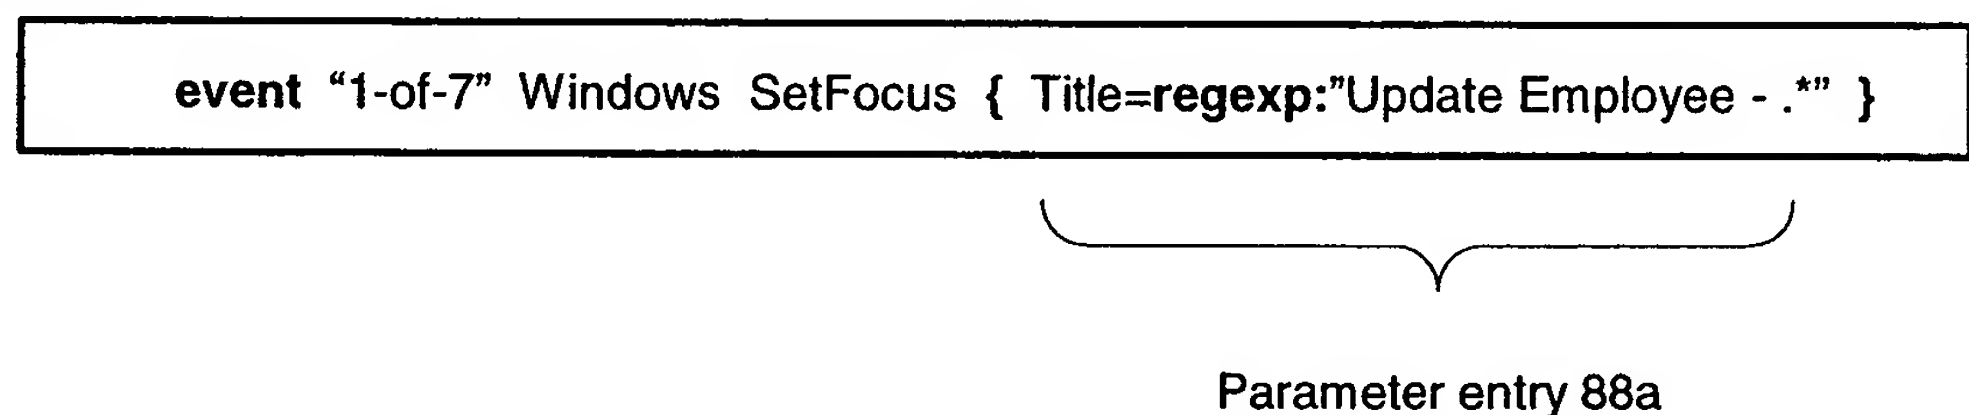 event “1-of-7” Windows SetFocus { Title=regexp:”Update Employee - .*” }
Parameter entry 88a